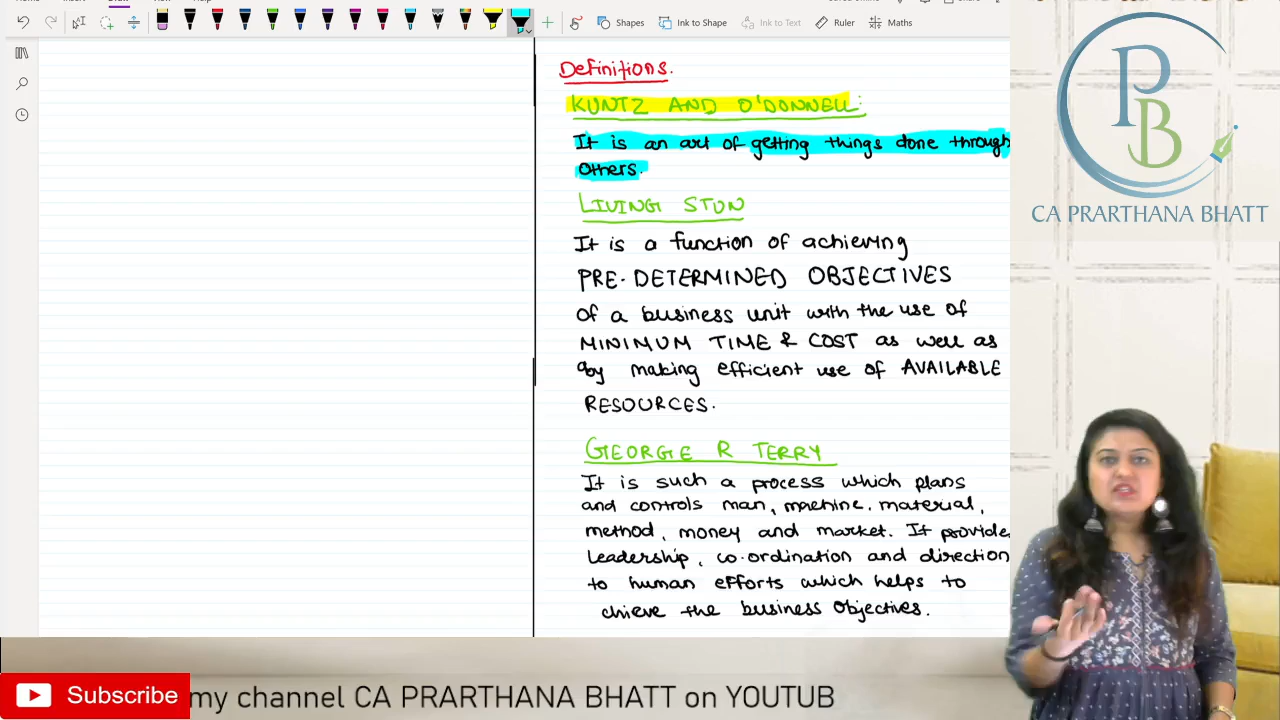 Shapes
Ink to Shape
Ink to Text
Ruler
Maths
Definitions.
KUNTZ AND O'DONNELL:
It is an art of getting things done through
others.
LIVING STON
It is a function of achieving
PRE-DETERMINED OBJECTIVES
of a business unit with the use of
MINIMUM TIME & COST as well as
by making efficient use of AVAILABLE
RESOURCES.
GEORGE R TERRY
It is such a process which plans
and controls man, machine, material,
method, money and market. It provide
leadership, co-ordination and direction
to human efforts which helps to
chieve the business objectives.
PB
CA PRARTHANA BHATT
Subscribe
my channel CA PRARTHANA BHATT on YOUTUB